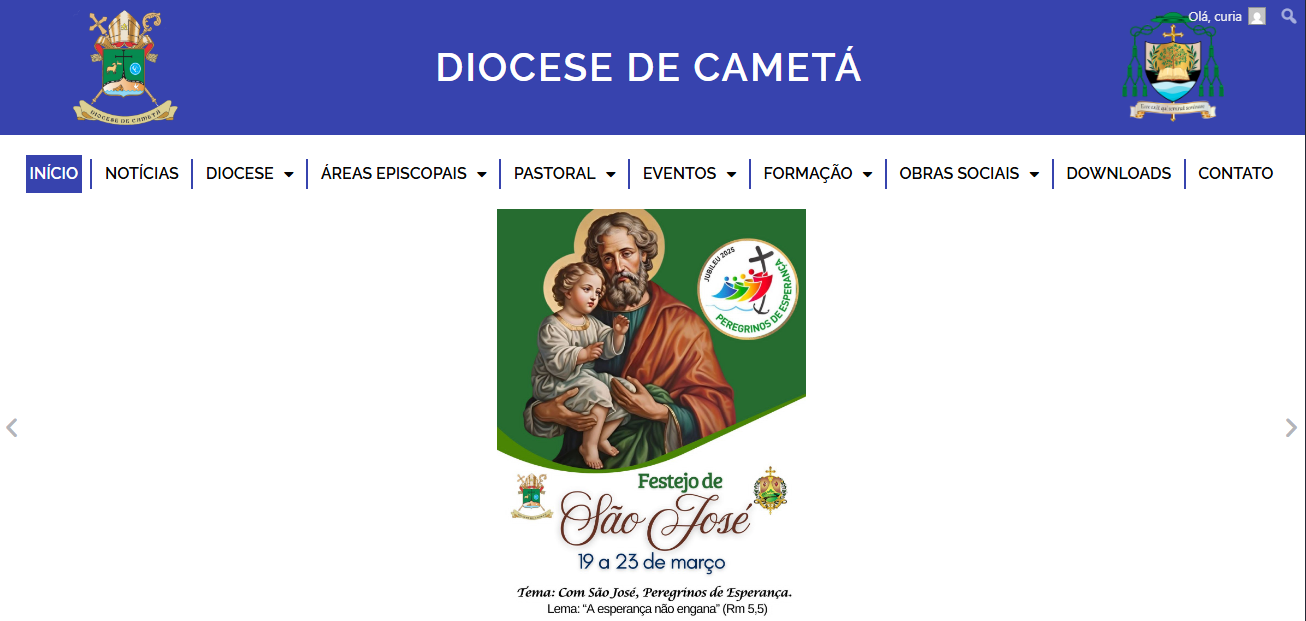 Olá, curia
DIOCESE DE CAMETÁ
DIOCESE DE CAMETÁ
INÍCIO NOTÍCIAS DIOCESE ÁREAS EPISCOPAIS PASTORAL EVENTOS FORMAÇÃO OBRAS SOCIAIS DOWNLOADS CONTATO
JUBILEU 2025
PEREGRINOS DE ESPERANÇA
Festejo de
São José
19 a 23 de março
Tema: Com São José, Peregrinos de Esperança.
Lema: “A esperança não engana” (Rm 5,5)